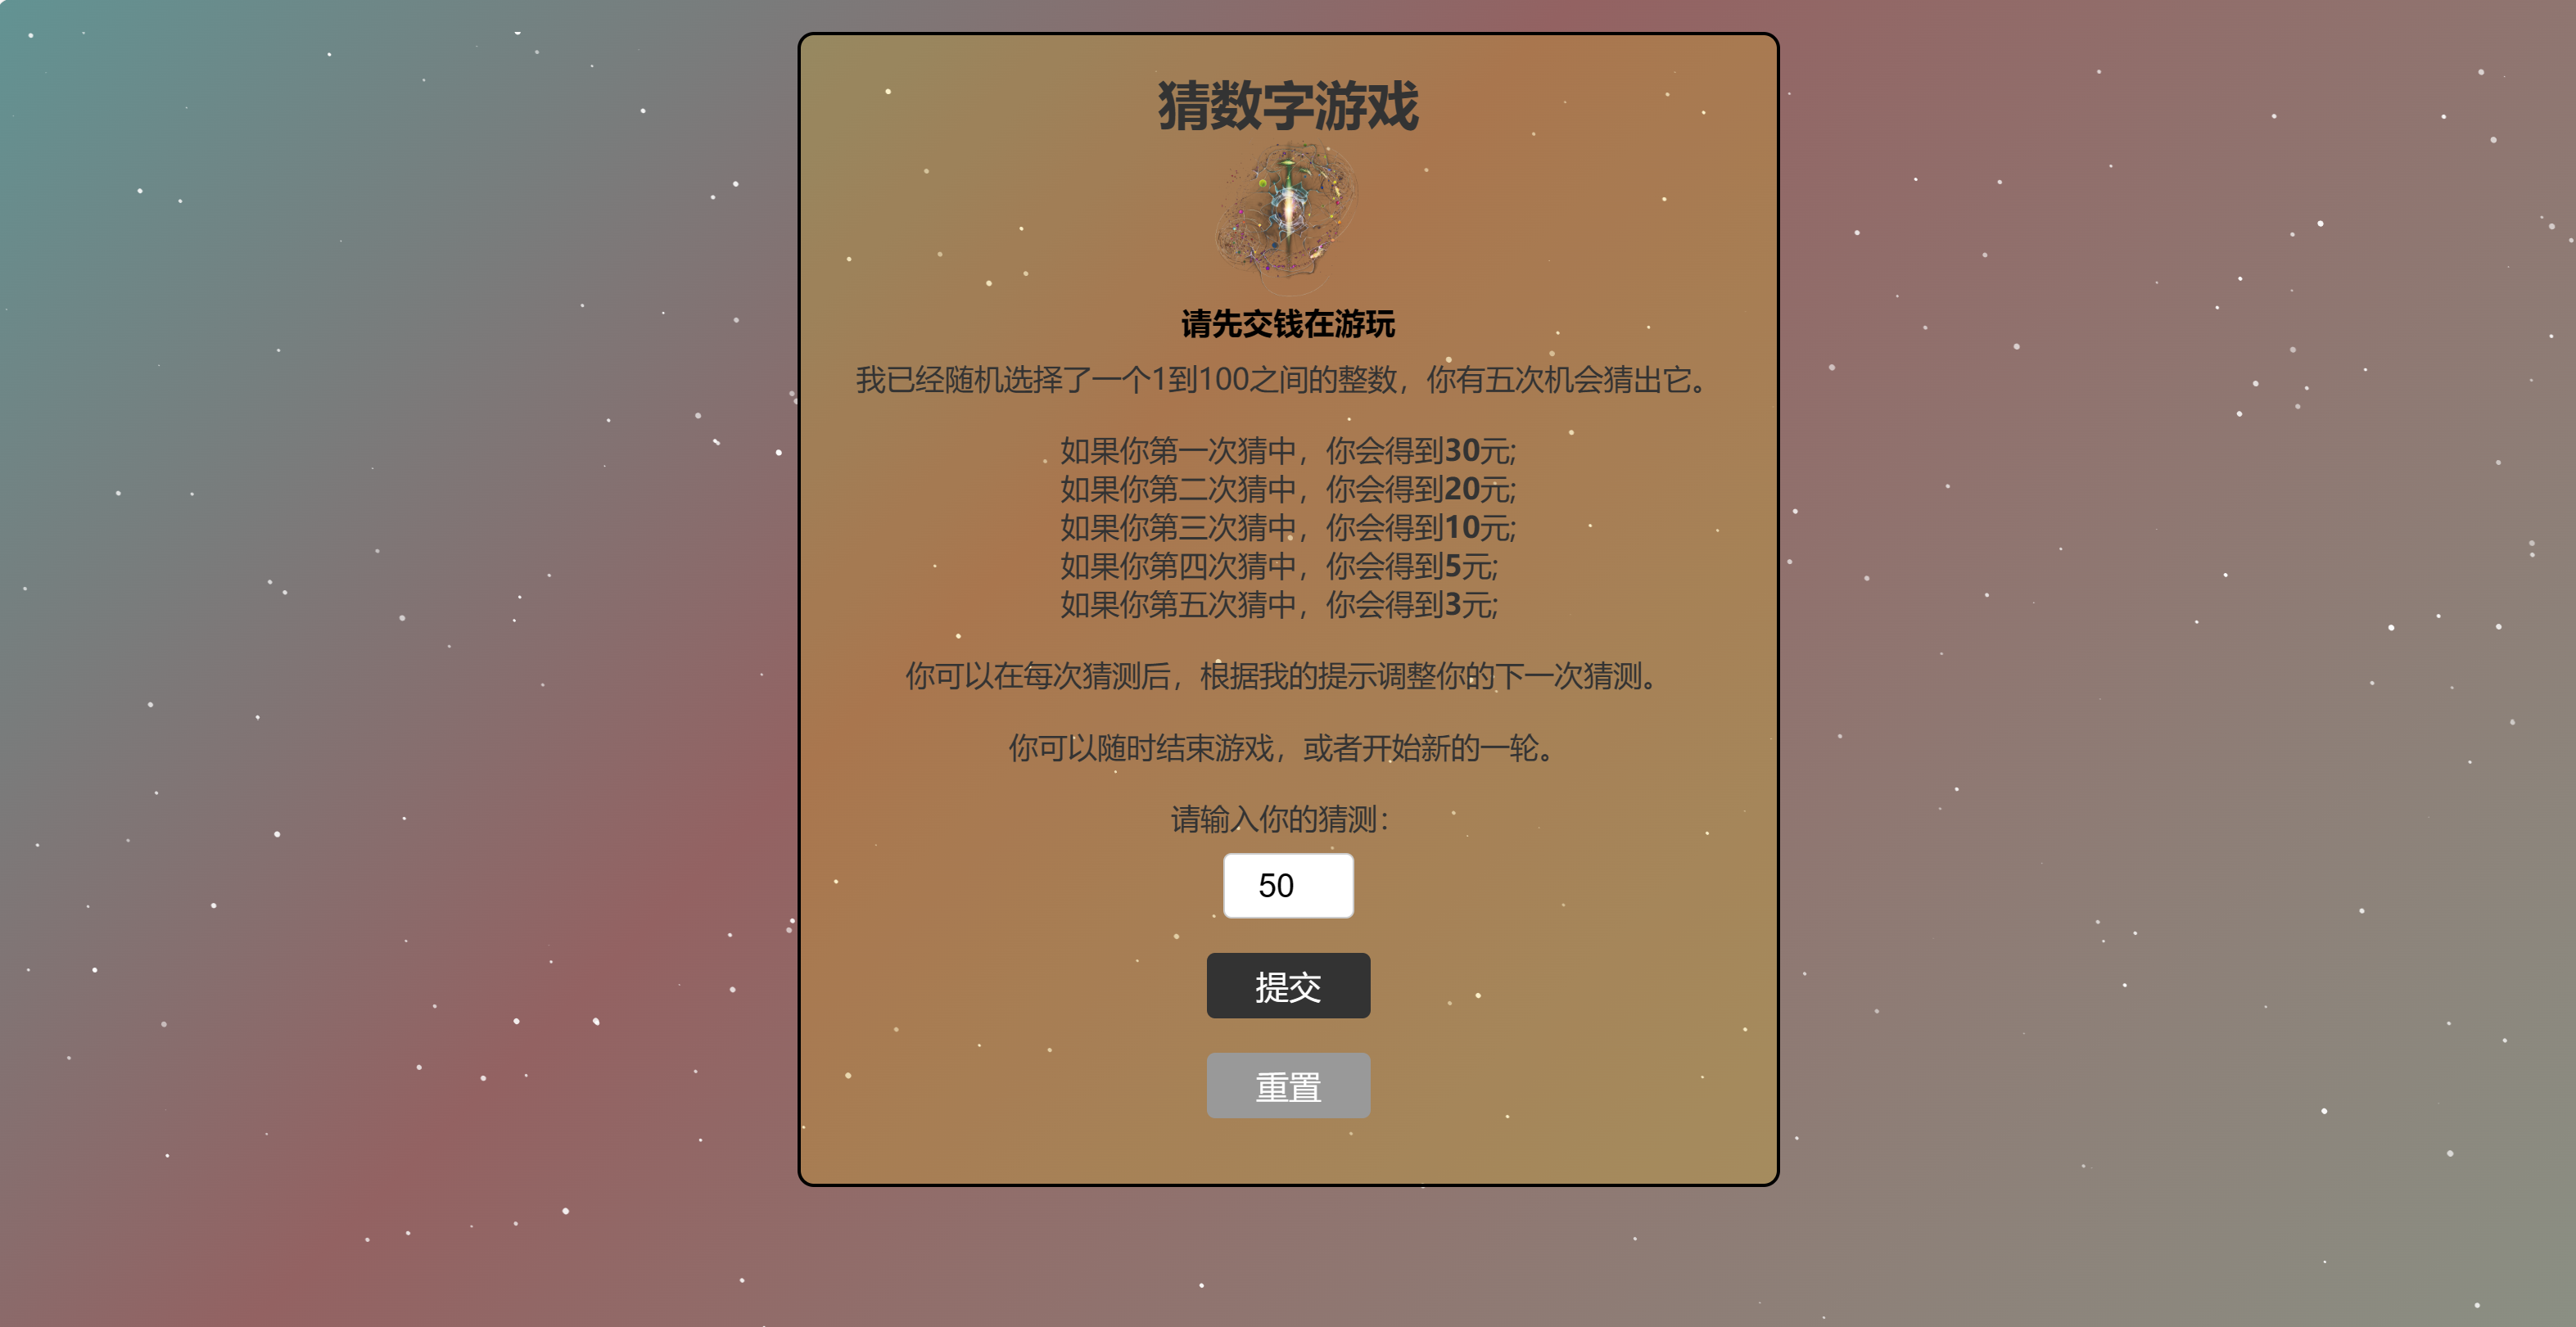 猜数字游戏
请先交钱在游玩
我已经随机选择了一个1到100之间的整数，你有五次机会猜出它。
如果你第一次猜中，你会得到30元;
如果你第二次猜中，你会得到20元;
如果你第三次猜中，你会得到10元;
如果你第四次猜中，你会得到5元;
如果你第五次猜中，你会得到3元;
你可以在每次猜测后，根据我的提示调整你的下一次猜测。
你可以随时结束游戏，或者开始新的一轮。
请输入你的猜测：
50
提交
重置